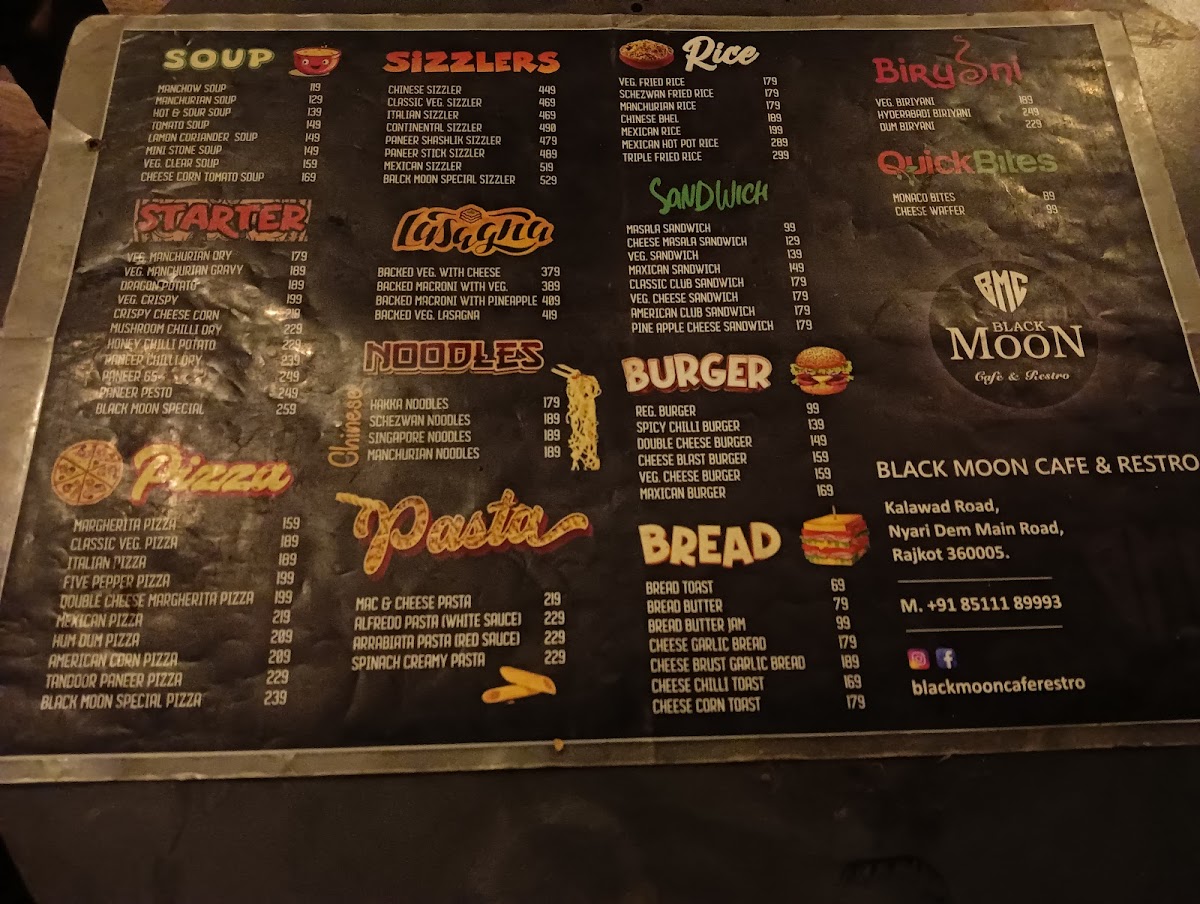 SOUP
MANCHOW SOUP 119
MANCHURIAN SOUP 129
HOT & SOUR SOUP 139
TOMATO SOUP 149
LAMON CORIANDER SOUP 149
MINI STONE SOUP 149
VEG. CLEAR SOUP 159
CHEESE CORN TOMATO SOUP 169
STARTER
VEG. MANCHURIAN DRY 179
VEG. MANCHURIAN GRAVY 189
DRAGON POTATO 189
VEG. CRISPY 199
CRISPY CHEESE CORN 219
MUSHROOM CHILLI DRY 229
HONEY CHILLI POTATO 229
PANEER CHILLI DRY 239
PANEER 65 249
PANEER PESTO 249
BLACK MOON SPECIAL 259
Pizza
MARGHERITA PIZZA 159
CLASSIC VEG. PIZZA 189
ITALIAN PIZZA 189
FIVE PEPPER PIZZA 199
DOUBLE CHEESE MARGHERITA PIZZA 199
MEXICAN PIZZA 219
HUM DUM PIZZA 209
AMERICAN CORN PIZZA 209
TANDOOR PANEER PIZZA 229
BLACK MOON SPECIAL PIZZA 239
SIZZLERS
CHINESE SIZZLER 449
CLASSIC VEG. SIZZLER 469
ITALIAN SIZZLER 469
CONTINENTAL SIZZLER 490
PANEER SHASHLIK SIZZLER 479
PANEER STICK SIZZLER 489
MEXICAN SIZZLER 519
BALCK MOON SPECIAL SIZZLER 529
Lasagna
BACKED VEG. WITH CHEESE 379
BACKED MACRONI WITH VEG. 389
BACKED MACRONI WITH PINEAPPLE 409
BACKED VEG. LASAGNA 419
Chinese
NOODLES
HAKKA NOODLES 179
SCHEZWAN NOODLES 189
SINGAPORE NOODLES 189
MANCHURIAN NOODLES 189
Pasta
MAC & CHEESE PASTA 219
ALFREDO PASTA (WHITE SAUCE) 229
ARRABIATA PASTA (RED SAUCE) 229
SPINACH CREAMY PASTA 229
Rice
VEG. FRIED RICE 179
SCHEZWAN FRIED RICE 179
MANCHURIAN RICE 179
CHINESE BHEL 189
MEXICAN RICE 199
MEXICAN HOT POT RICE 289
TRIPLE FRIED RICE 299
SANDWICH
MASALA SANDWICH 99
CHEESE MASALA SANDWICH 129
VEG. SANDWICH 139
MAXICAN SANDWICH 149
CLASSIC CLUB SANDWICH 179
VEG. CHEESE SANDWICH 179
AMERICAN CLUB SANDWICH 179
PINE APPLE CHEESE SANDWICH 179
BURGER
REG. BURGER 99
SPICY CHILLI BURGER 139
DOUBLE CHEESE BURGER 149
CHEESE BLAST BURGER 159
VEG. CHEESE BURGER 159
MAXICAN BURGER 169
BREAD
BREAD TOAST 69
BREAD BUTTER 79
BREAD BUTTER JAM 99
CHEESE GARLIC BREAD 179
CHEESE BRUST GARLIC BREAD 189
CHEESE CHILLI TOAST 169
CHEESE CORN TOAST 179
Biryani
VEG. BIRIYANI 189
HYDERABADI BIRIYANI 249
DUM BIRYANI 229
QuickBites
MONACO BITES 89
CHEESE WAFFER 99
BMC
BLACK
MOON
Cafe & Restro
BLACK MOON CAFE & RESTRO
Kalawad Road,
Nyari Dem Main Road,
Rajkot 360005.
M. +91 85111 89993
blackmooncaferestro